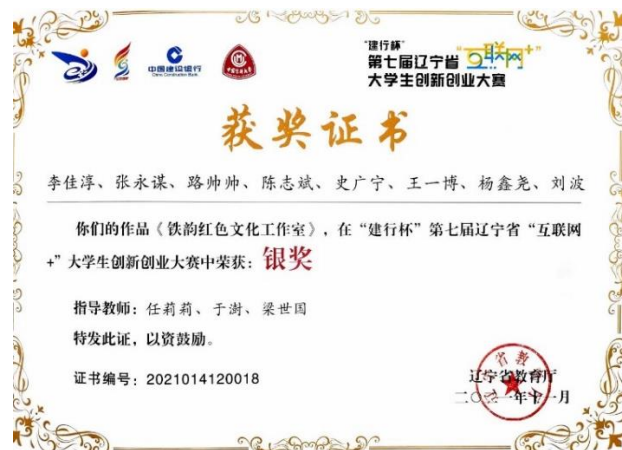 中国建设银行
China Construction Bank
"建行杯"
第七届辽宁省"互联网+"
大学生创新创业大赛
获奖证书
李佳淳、张永谋、路帅帅、陈志斌、史广宁、王一博、杨鑫尧、刘波
你们的作品《铁韵红色文化工作室》，在“建行杯”第七届辽宁省“互联网
+”大学生创新创业大赛中荣获：银奖
指导教师：任莉莉、于澍、梁世国
特发此证，以资鼓励。
证书编号：2021014120018
辽宁省教育厅
二〇二一年十一月